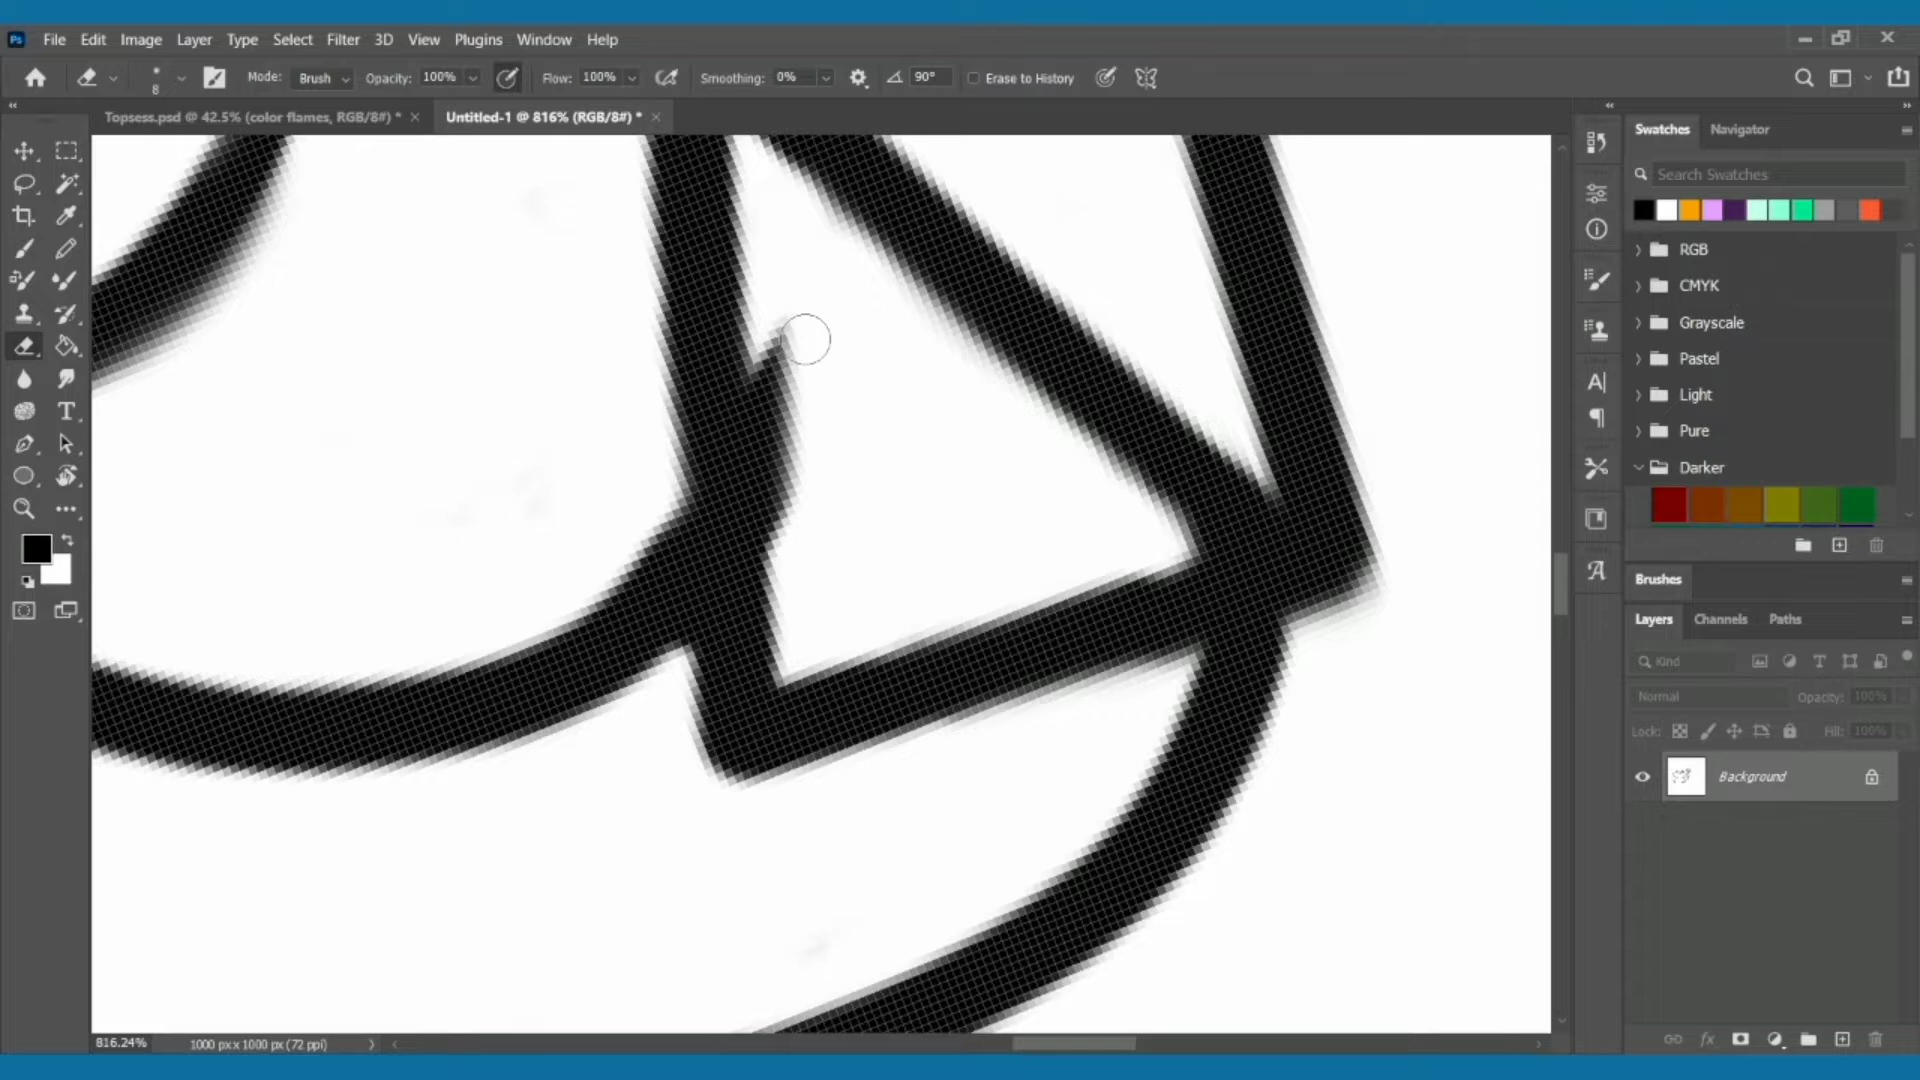 Ps File Edit Image Layer Type Select Filter 3D View Plugins Window Help
8 Mode: Brush Opacity: 100% Flow: 100% Smoothing: 0% 90° Erase to History
Topsess.psd @ 42.5% (color flames, RGB/8#) * Untitled-1 @ 816% (RGB/8#) *
Swatches Navigator
Search Swatches
RGB
CMYK
Grayscale
Pastel
Light
Pure
Darker
Brushes
Layers Channels Paths
Kind
Normal Opacity: 100%
Lock: Fill: 100%
Background
816.24% 1000 px x 1000 px (72 ppi)